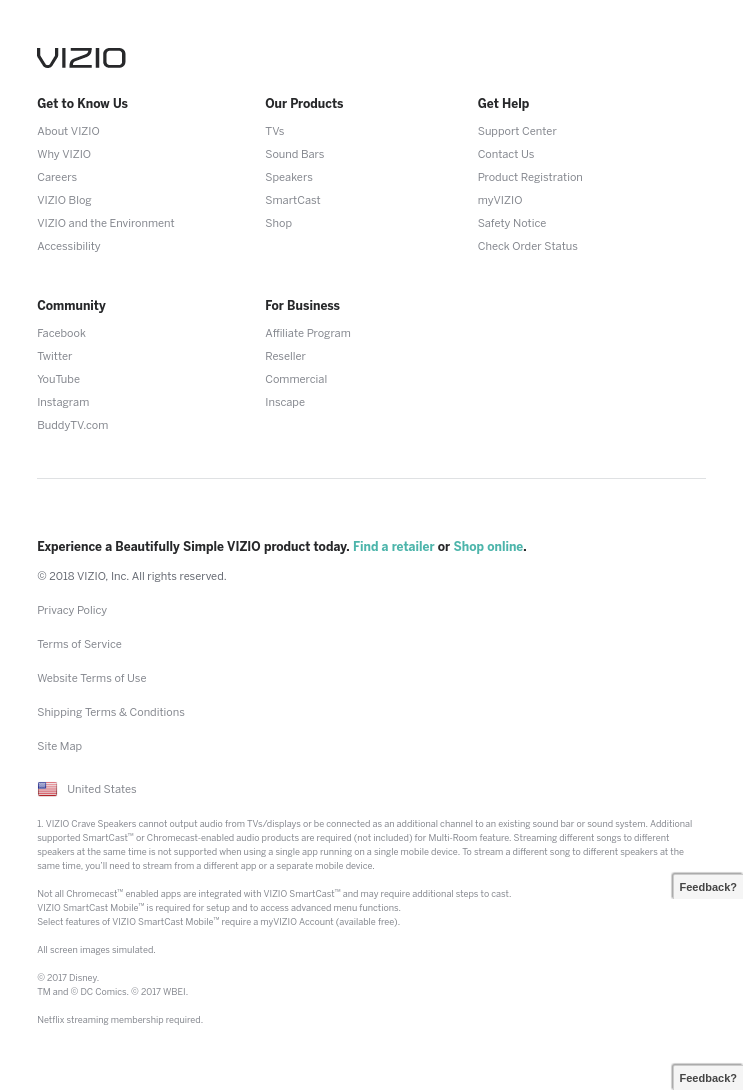 VIZIO
Get to Know Us
About VIZIO
Why VIZIO
Careers
VIZIO Blog
VIZIO and the Environment
Accessibility
Our Products
TVs
Sound Bars
Speakers
SmartCast
Shop
Get Help
Support Center
Contact Us
Product Registration
myVIZIO
Safety Notice
Check Order Status
Community
Facebook
Twitter
YouTube
Instagram
BuddyTV.com
For Business
Affiliate Program
Reseller
Commercial
Inscape
Experience a Beautifully Simple VIZIO product today. Find a retailer or Shop online.
© 2018 VIZIO, Inc. All rights reserved.
Privacy Policy
Terms of Service
Website Terms of Use
Shipping Terms & Conditions
Site Map
United States
1. VIZIO Crave Speakers cannot output audio from TVs/displays or be connected as an additional channel to an existing sound bar or sound system. Additional
supported SmartCast™ or Chromecast-enabled audio products are required (not included) for Multi-Room feature. Streaming different songs to different
speakers at the same time is not supported when using a single app running on a single mobile device. To stream a different song to different speakers at the
same time, you'll need to stream from a different app or a separate mobile device.
Not all Chromecast™ enabled apps are integrated with VIZIO SmartCast™ and may require additional steps to cast.
VIZIO SmartCast Mobile™ is required for setup and to access advanced menu functions.
Select features of VIZIO SmartCast Mobile™ require a myVIZIO Account (available free).
All screen images simulated.
© 2017 Disney.
TM and © DC Comics. © 2017 WBEI.
Netflix streaming membership required.
Feedback?
Feedback?